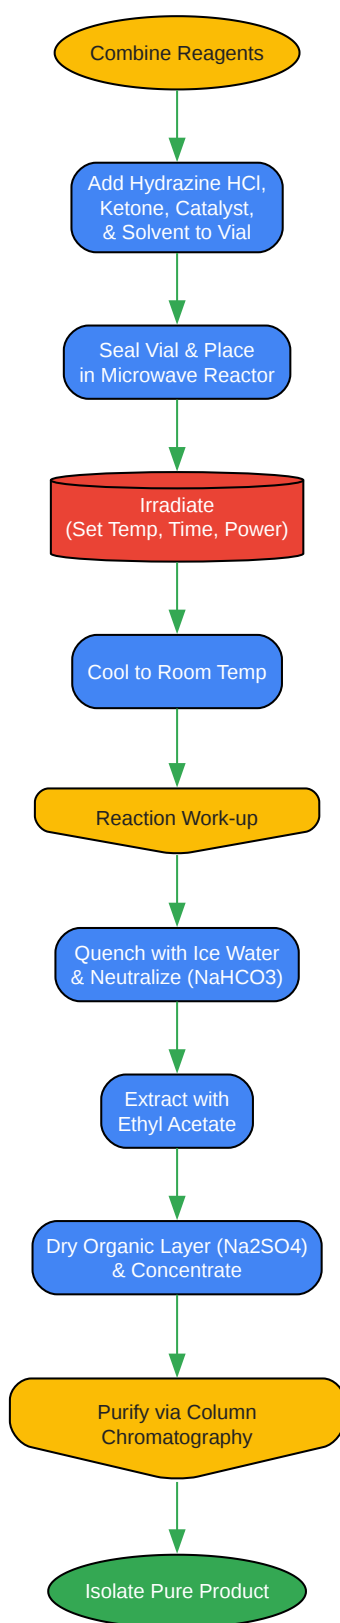 Combine Reagents
Add Hydrazine HCl,
Ketone, Catalyst,
& Solvent to Vial
Seal Vial & Place
in Microwave Reactor
Irradiate
(Set Temp, Time, Power)
Cool to Room Temp
Reaction Work-up
Quench with Ice Water
& Neutralize (NaHCO3)
Extract with
Ethyl Acetate
Dry Organic Layer (Na2SO4)
& Concentrate
Purify via Column
Chromatography
Isolate Pure Product